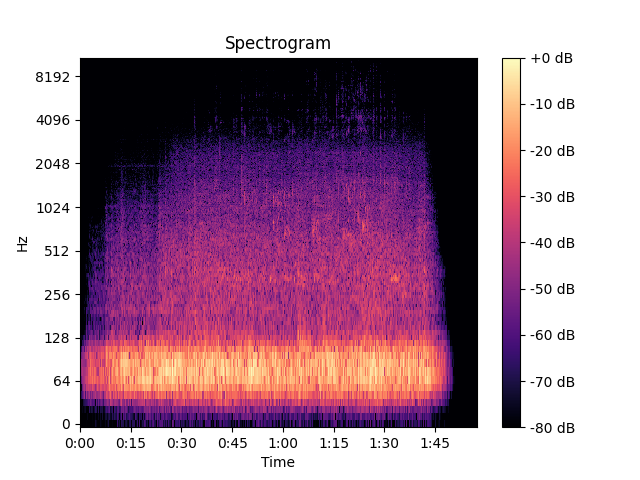 Spectrogram
8192
4096
2048
1024
512
256
128
64
0
Hz
0:00 0:15 0:30 0:45 1:00 1:15 1:30 1:45
Time
+0 dB
-10 dB
-20 dB
-30 dB
-40 dB
-50 dB
-60 dB
-70 dB
-80 dB